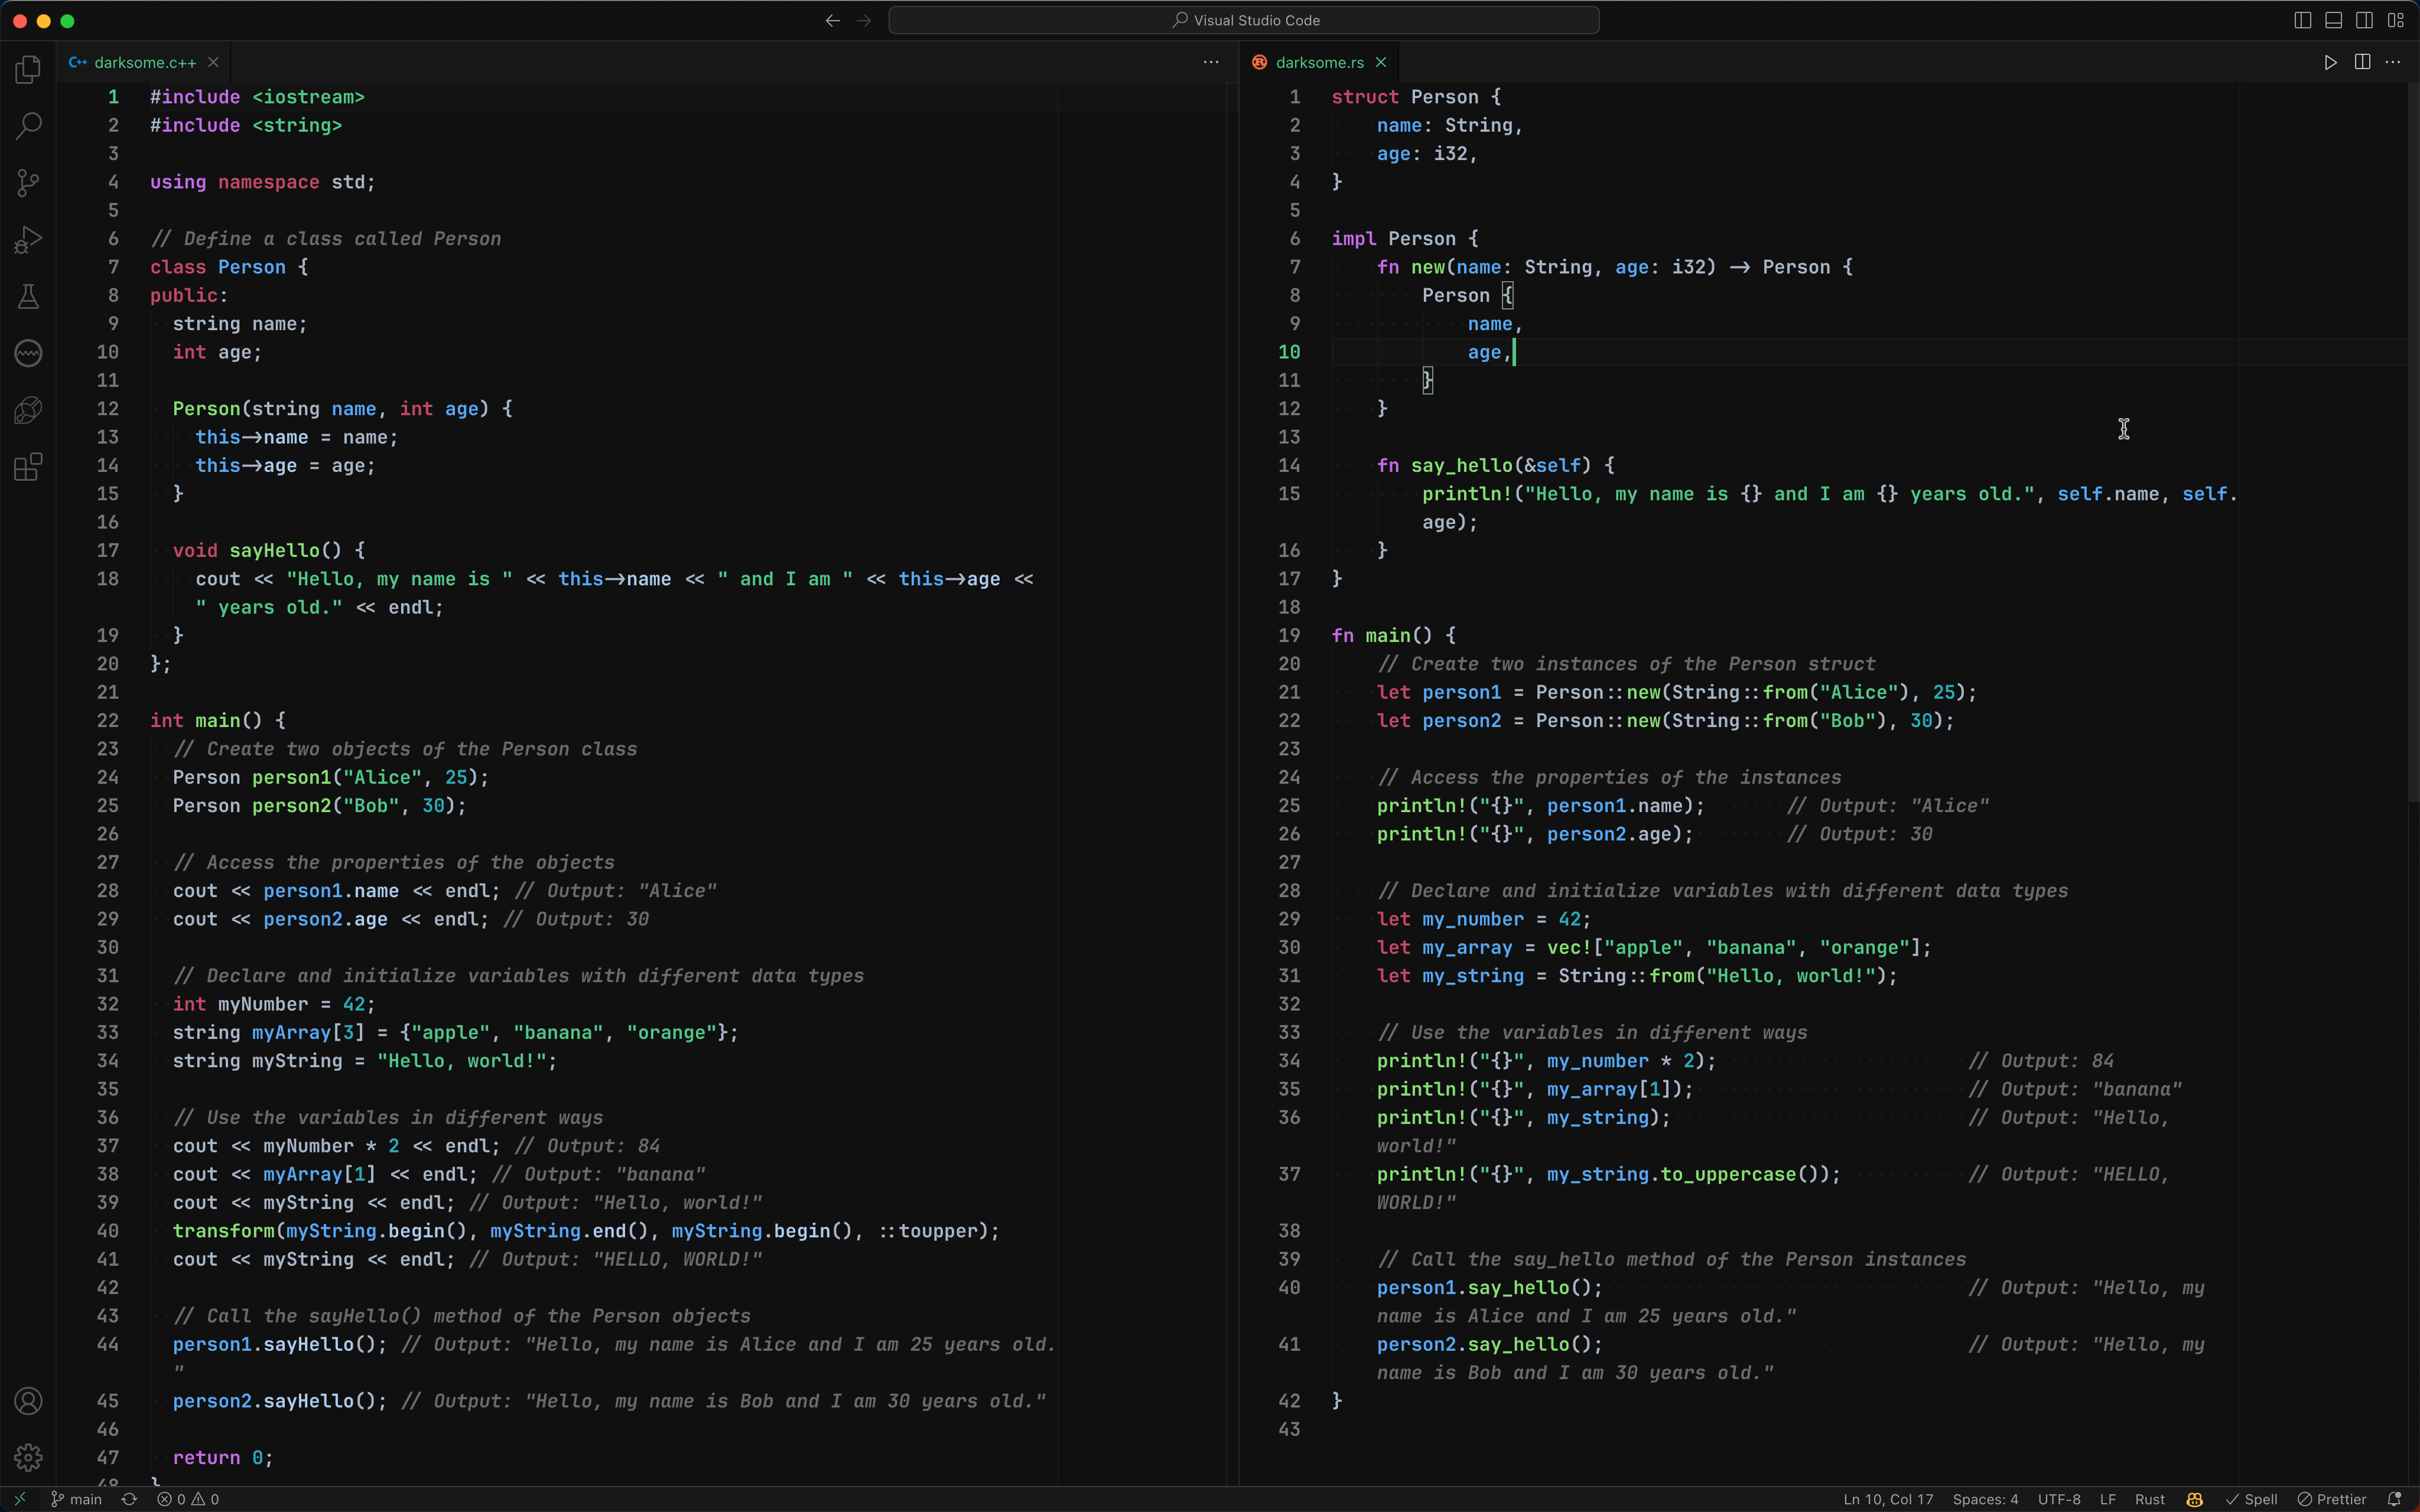 Visual Studio Code
darksome.c++
1 #include <iostream>
2 #include <string>
3
4 using namespace std;
5
6 // Define a class called Person
7 class Person {
8 public:
9 string name;
10 int age;
11
12 Person(string name, int age) {
13 this->name = name;
14 this->age = age;
15 }
16
17 void sayHello() {
18 cout << "Hello, my name is " << this->name << " and I am " << this->age <<
" years old." << endl;
19 }
20 };
21
22 int main() {
23 // Create two objects of the Person class
24 Person person1("Alice", 25);
25 Person person2("Bob", 30);
26
27 // Access the properties of the objects
28 cout << person1.name << endl; // Output: "Alice"
29 cout << person2.age << endl; // Output: 30
30
31 // Declare and initialize variables with different data types
32 int myNumber = 42;
33 string myArray[3] = {"apple", "banana", "orange"};
34 string myString = "Hello, world!";
35
36 // Use the variables in different ways
37 cout << myNumber * 2 << endl; // Output: 84
38 cout << myArray[1] << endl; // Output: "banana"
39 cout << myString << endl; // Output: "Hello, world!"
40 transform(myString.begin(), myString.end(), myString.begin(), ::toupper);
41 cout << myString << endl; // Output: "HELLO, WORLD!"
42
43 // Call the sayHello() method of the Person objects
44 person1.sayHello(); // Output: "Hello, my name is Alice and I am 25 years old.
"
45 person2.sayHello(); // Output: "Hello, my name is Bob and I am 30 years old."
46
47 return 0;
48 }
darksome.rs
1 struct Person {
2 name: String,
3 age: i32,
4 }
5
6 impl Person {
7 fn new(name: String, age: i32) -> Person {
8 Person {
9 name,
10 age,
11 }
12 }
13
14 fn say_hello(&self) {
15 println!("Hello, my name is {} and I am {} years old.", self.name, self.
age);
16 }
17 }
18
19 fn main() {
20 // Create two instances of the Person struct
21 let person1 = Person::new(String::from("Alice"), 25);
22 let person2 = Person::new(String::from("Bob"), 30);
23
24 // Access the properties of the instances
25 println!("{}", person1.name); // Output: "Alice"
26 println!("{}", person2.age); // Output: 30
27
28 // Declare and initialize variables with different data types
29 let my_number = 42;
30 let my_array = vec!["apple", "banana", "orange"];
31 let my_string = String::from("Hello, world!");
32
33 // Use the variables in different ways
34 println!("{}", my_number * 2); // Output: 84
35 println!("{}", my_array[1]); // Output: "banana"
36 println!("{}", my_string); // Output: "Hello,
world!"
37 println!("{}", my_string.to_uppercase()); // Output: "HELLO,
WORLD!"
38
39 // Call the say_hello method of the Person instances
40 person1.say_hello(); // Output: "Hello, my
name is Alice and I am 25 years old."
41 person2.say_hello(); // Output: "Hello, my
name is Bob and I am 30 years old."
42 }
43
main 0 0 Ln 10, Col 17 Spaces: 4 UTF-8 LF Rust Spell Prettier